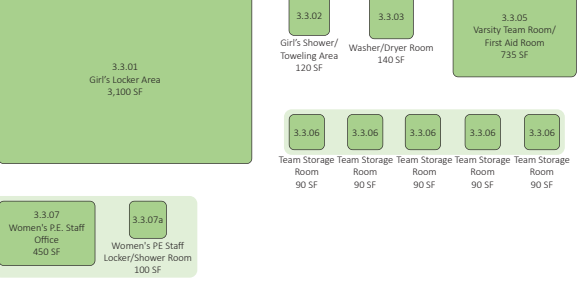 3.3.01
Girl's Locker Area
3,100 SF
3.3.02
Girl's Shower/
Toweling Area
120 SF
3.3.03
Washer/Dryer Room
140 SF
3.3.05
Varsity Team Room/
First Aid Room
735 SF
3.3.06
Team Storage
Room
90 SF
3.3.06
Team Storage
Room
90 SF
3.3.06
Team Storage
Room
90 SF
3.3.06
Team Storage
Room
90 SF
3.3.06
Team Storage
Room
90 SF
3.3.07
Women's P.E. Staff
Office
450 SF
3.3.07a
Women's PE Staff
Locker/Shower Room
100 SF